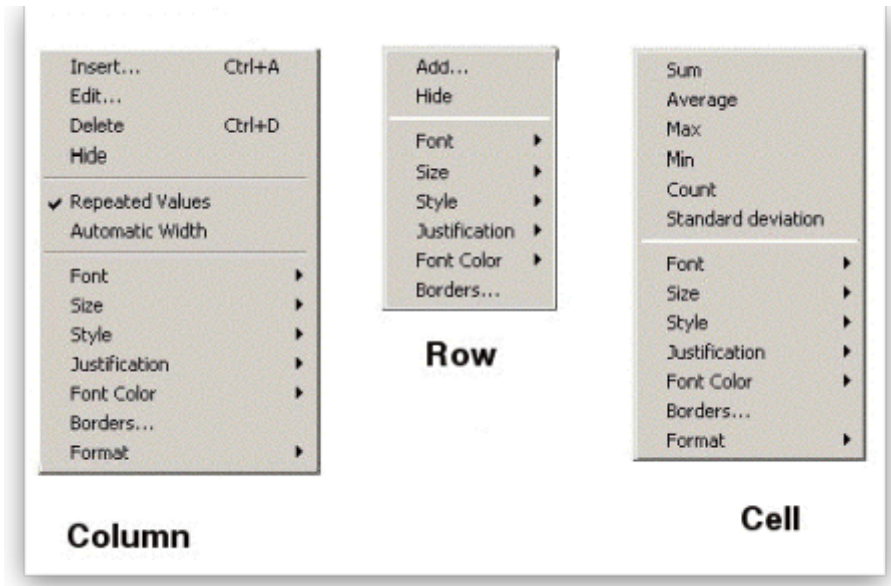 Insert... Ctrl+A
Edit...
Delete Ctrl+D
Hide
Repeated Values
Automatic Width
Font
Size
Style
Justification
Font Color
Borders...
Format
Column
Add...
Hide
Font
Size
Style
Justification
Font Color
Borders...
Row
Sum
Average
Max
Min
Count
Standard deviation
Font
Size
Style
Justification
Font Color
Borders...
Format
Cell